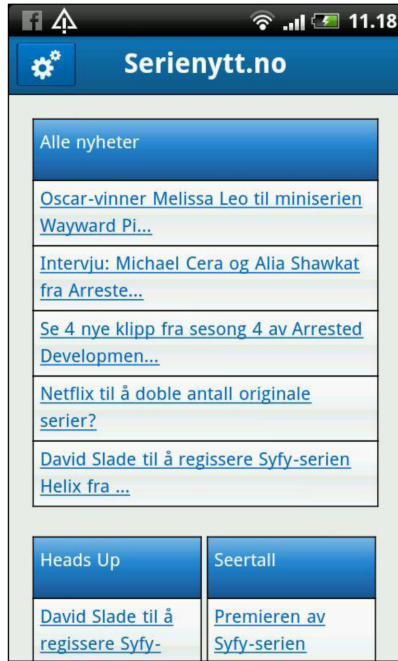 11.18
Serienytt.no
Alle nyheter
Oscar-vinner Melissa Leo til miniserien
Wayward Pi...
Intervju: Michael Cera og Alia Shawkat
fra Arreste...
Se 4 nye klipp fra sesong 4 av Arrested
Developmen...
Netflix til å doble antall originale
serier?
David Slade til å regissere Syfy-serien
Helix fra ...
Heads Up
David Slade til å
regissere Syfy-
Seertall
Premieren av
Syfy-serien